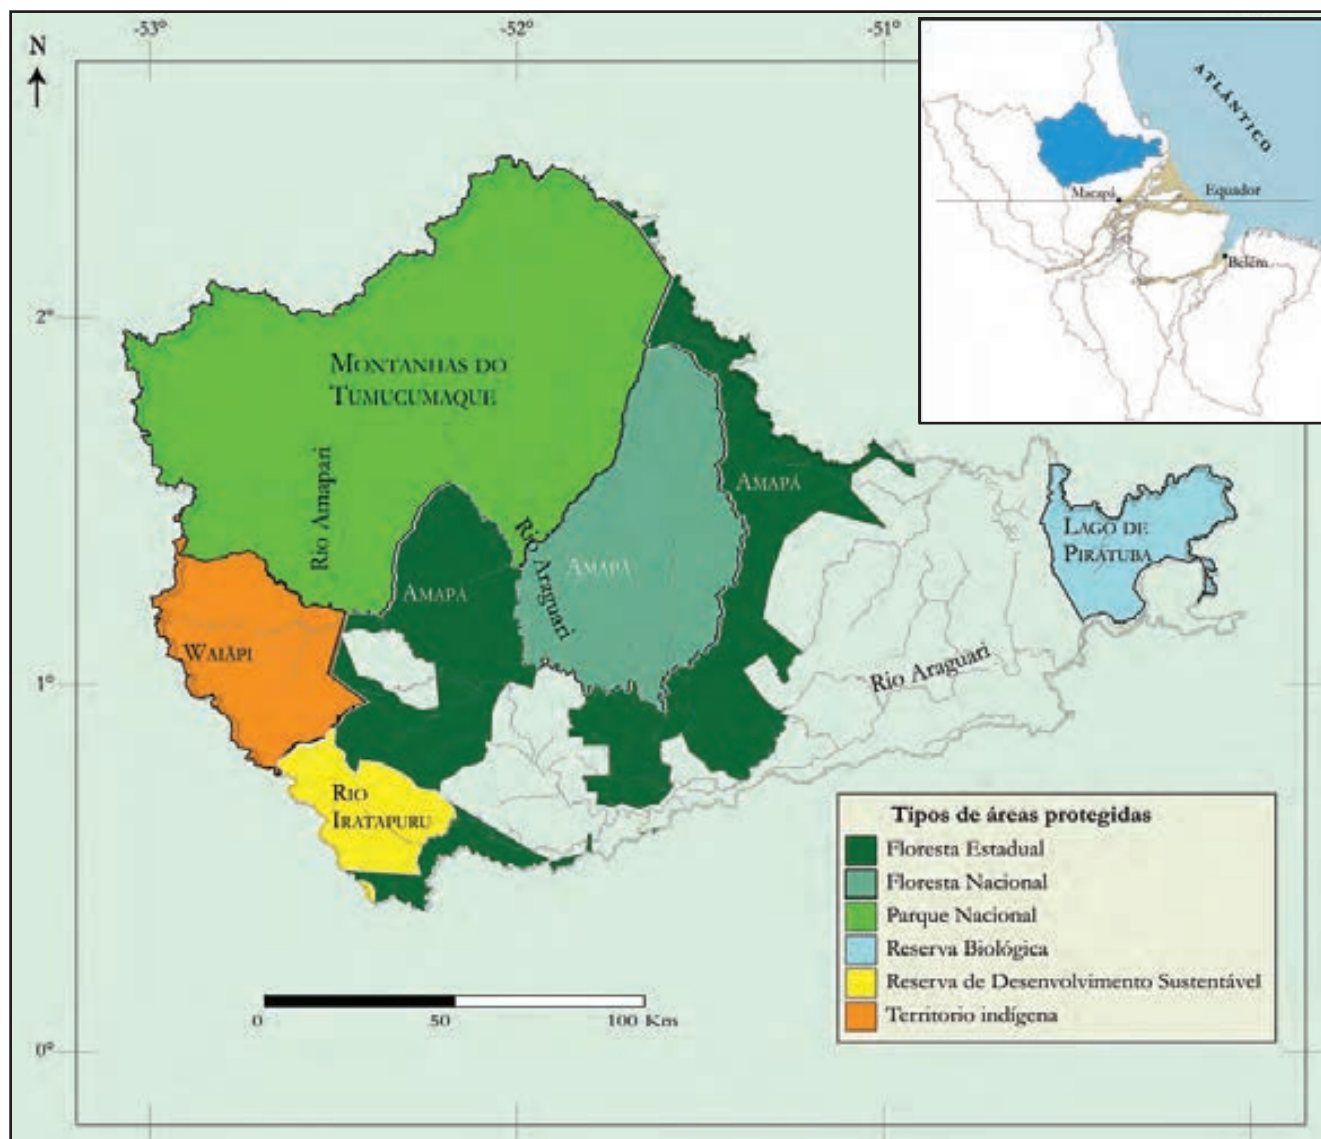 -53°
-52°
-51°
N
ATLÁNTICO
Macapá
Equador
Belém
2°
MONTANHAS DO
TUMUCUMAQUE
Rio Amapari
AMAPÁ
AMAPÁ
Rio Araguari
AMAPÁ
LAGO DE
PIRATUBA
WAIÃPI
1°
Rio Araguari
RIO
IRATAPURU
Tipos de áreas protegidas
Floresta Estadual
Floresta Nacional
Parque Nacional
Reserva Biológica
Reserva de Desenvolvimento Sustentável
Territorio indígena
0 50 100 Km
0°